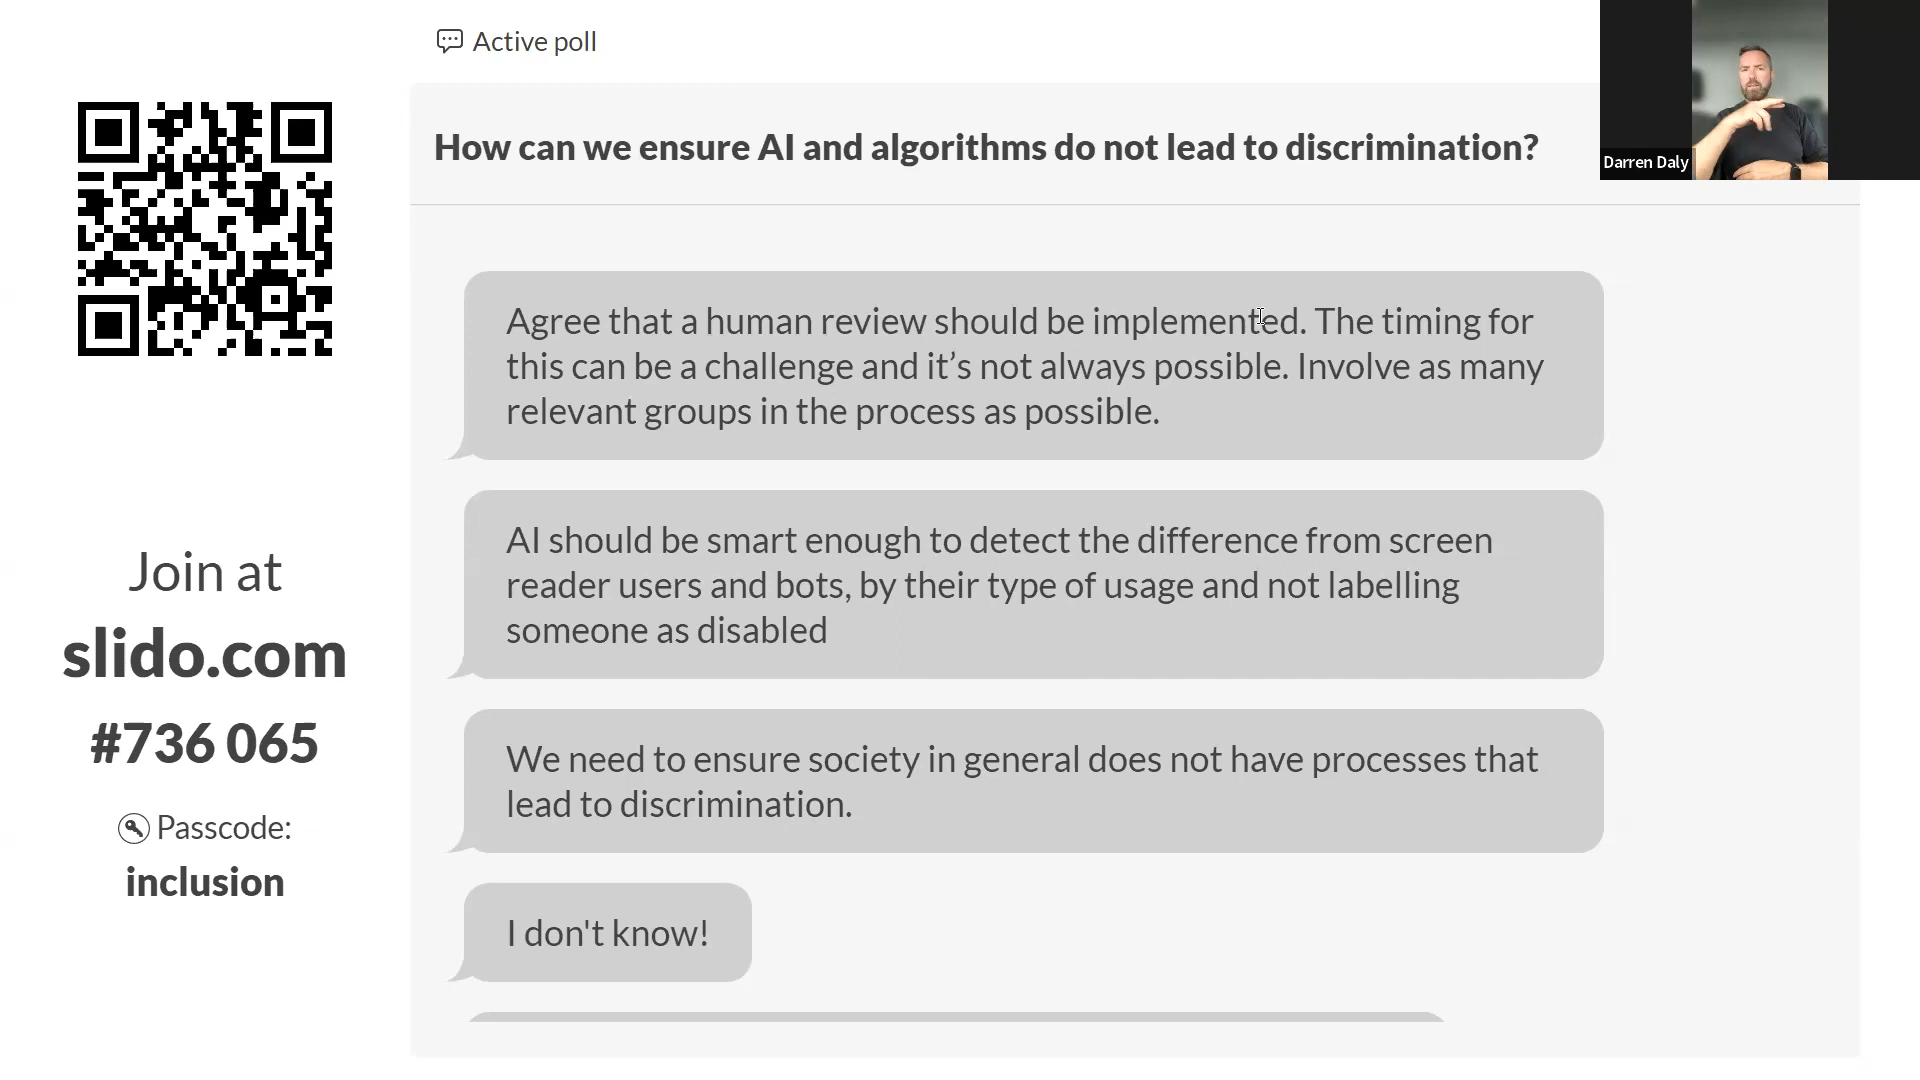 Active poll
How can we ensure AI and algorithms do not lead to discrimination?
Darren Daly
Agree that a human review should be implemented. The timing for
this can be a challenge and it’s not always possible. Involve as many
relevant groups in the process as possible.
AI should be smart enough to detect the difference from screen
reader users and bots, by their type of usage and not labelling
someone as disabled
We need to ensure society in general does not have processes that
lead to discrimination.
I don't know!
Join at
slido.com
#736 065
Passcode:
inclusion